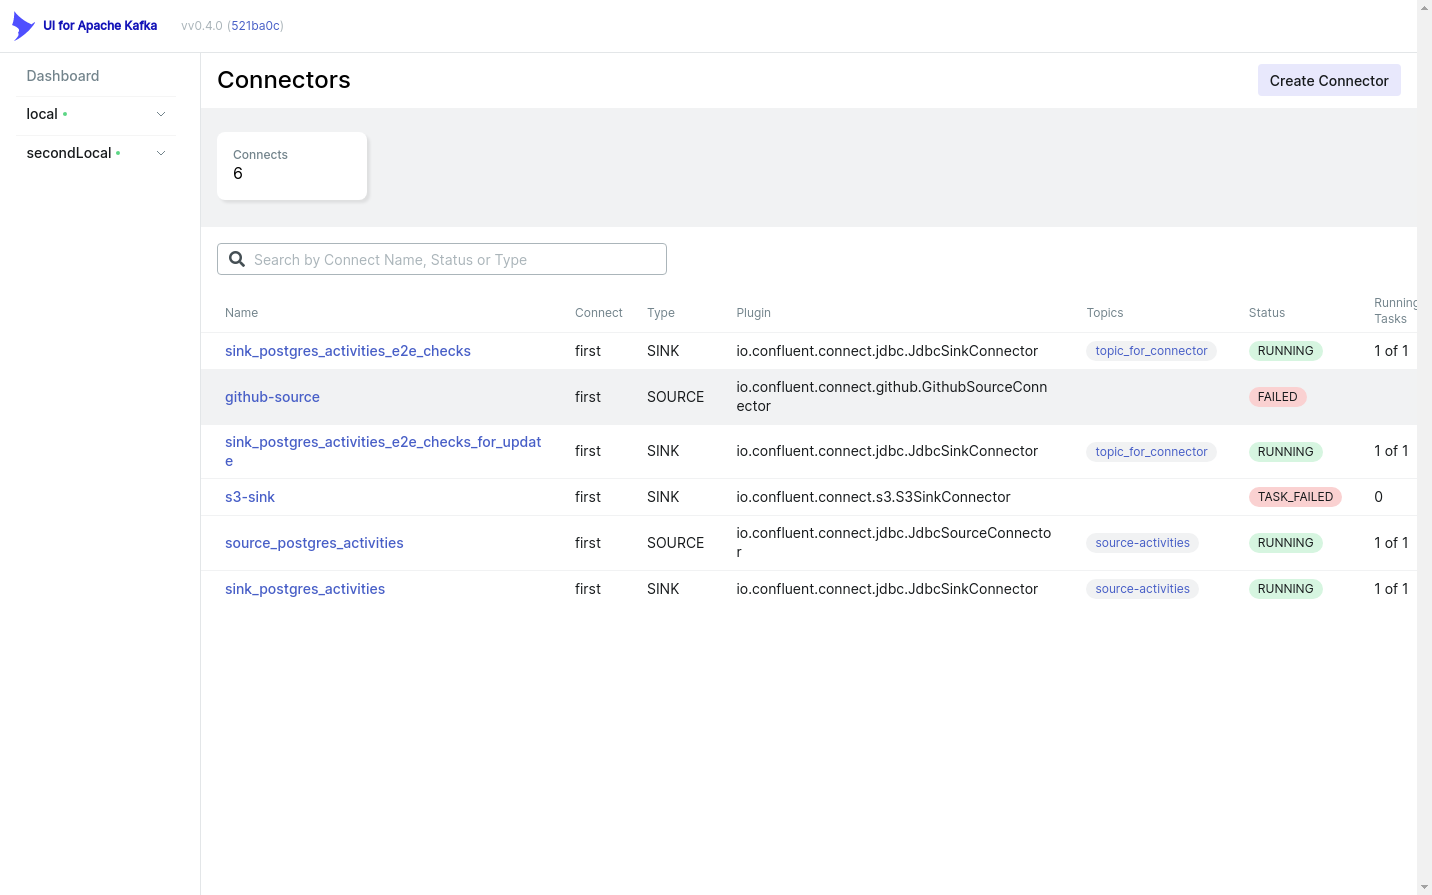 UI for Apache Kafka
vv0.4.0 (521ba0c)
Dashboard
local
secondLocal
Connectors
Create Connector
Connects
6
Search by Connect Name, Status or Type
Name Connect Type Plugin Topics Status Running Tasks
sink_postgres_activities_e2e_checks first SINK io.confluent.connect.jdbc.JdbcSinkConnector topic_for_connector RUNNING 1 of 1
github-source first SOURCE io.confluent.connect.github.GithubSourceConn
ector FAILED
sink_postgres_activities_e2e_checks_for_updat
e first SINK io.confluent.connect.jdbc.JdbcSinkConnector topic_for_connector RUNNING 1 of 1
s3-sink first SINK io.confluent.connect.s3.S3SinkConnector TASK_FAILED 0
source_postgres_activities first SOURCE io.confluent.connect.jdbc.JdbcSourceConnecto
r source-activities RUNNING 1 of 1
sink_postgres_activities first SINK io.confluent.connect.jdbc.JdbcSinkConnector source-activities RUNNING 1 of 1